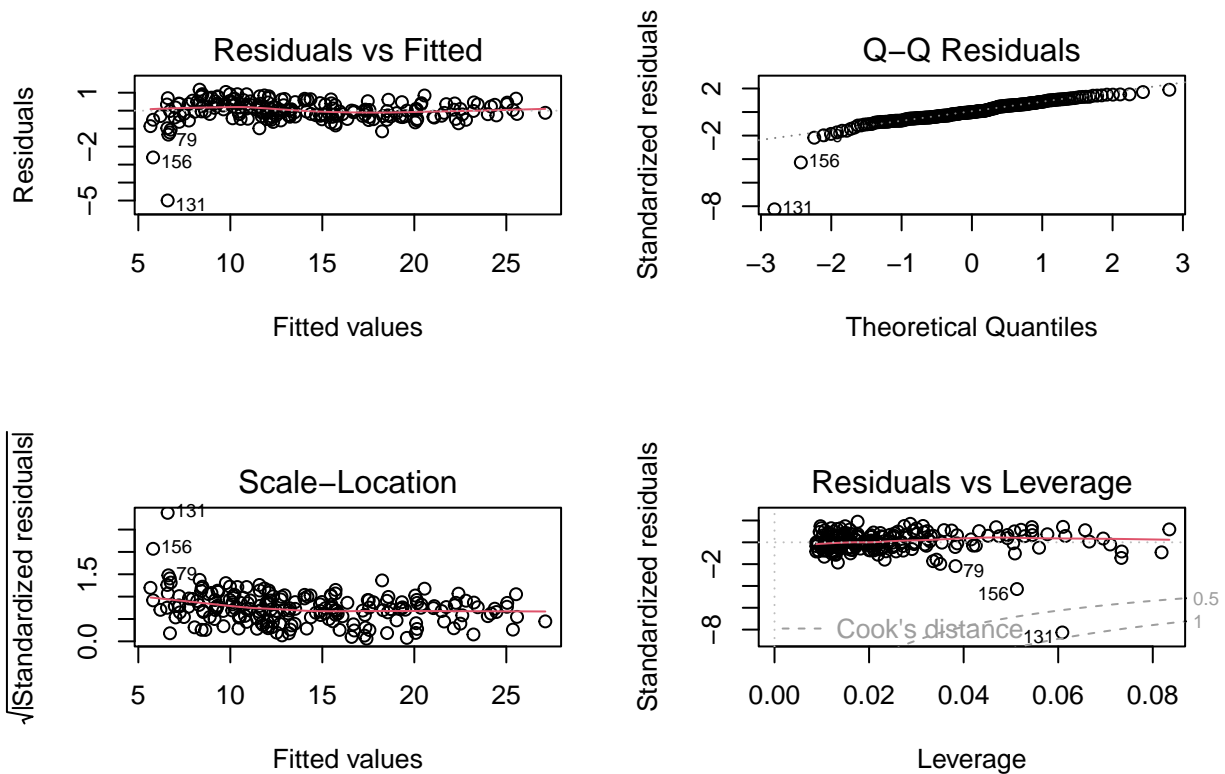 Residuals vs Fitted
Residuals
1
−2
−5
79
156
131
5 10 15 20 25
Fitted values
Q−Q Residuals
Standardized residuals
2
−2
−8
156
131
−3 −2 −1 0 1 2 3
Theoretical Quantiles
Scale−Location
√|Standardized residuals|
1.5
0.0
131
156
79
5 10 15 20 25
Fitted values
Residuals vs Leverage
Standardized residuals
−2
−8
79
156
0.5
Cook's distance
131
1
0.00 0.02 0.04 0.06 0.08
Leverage